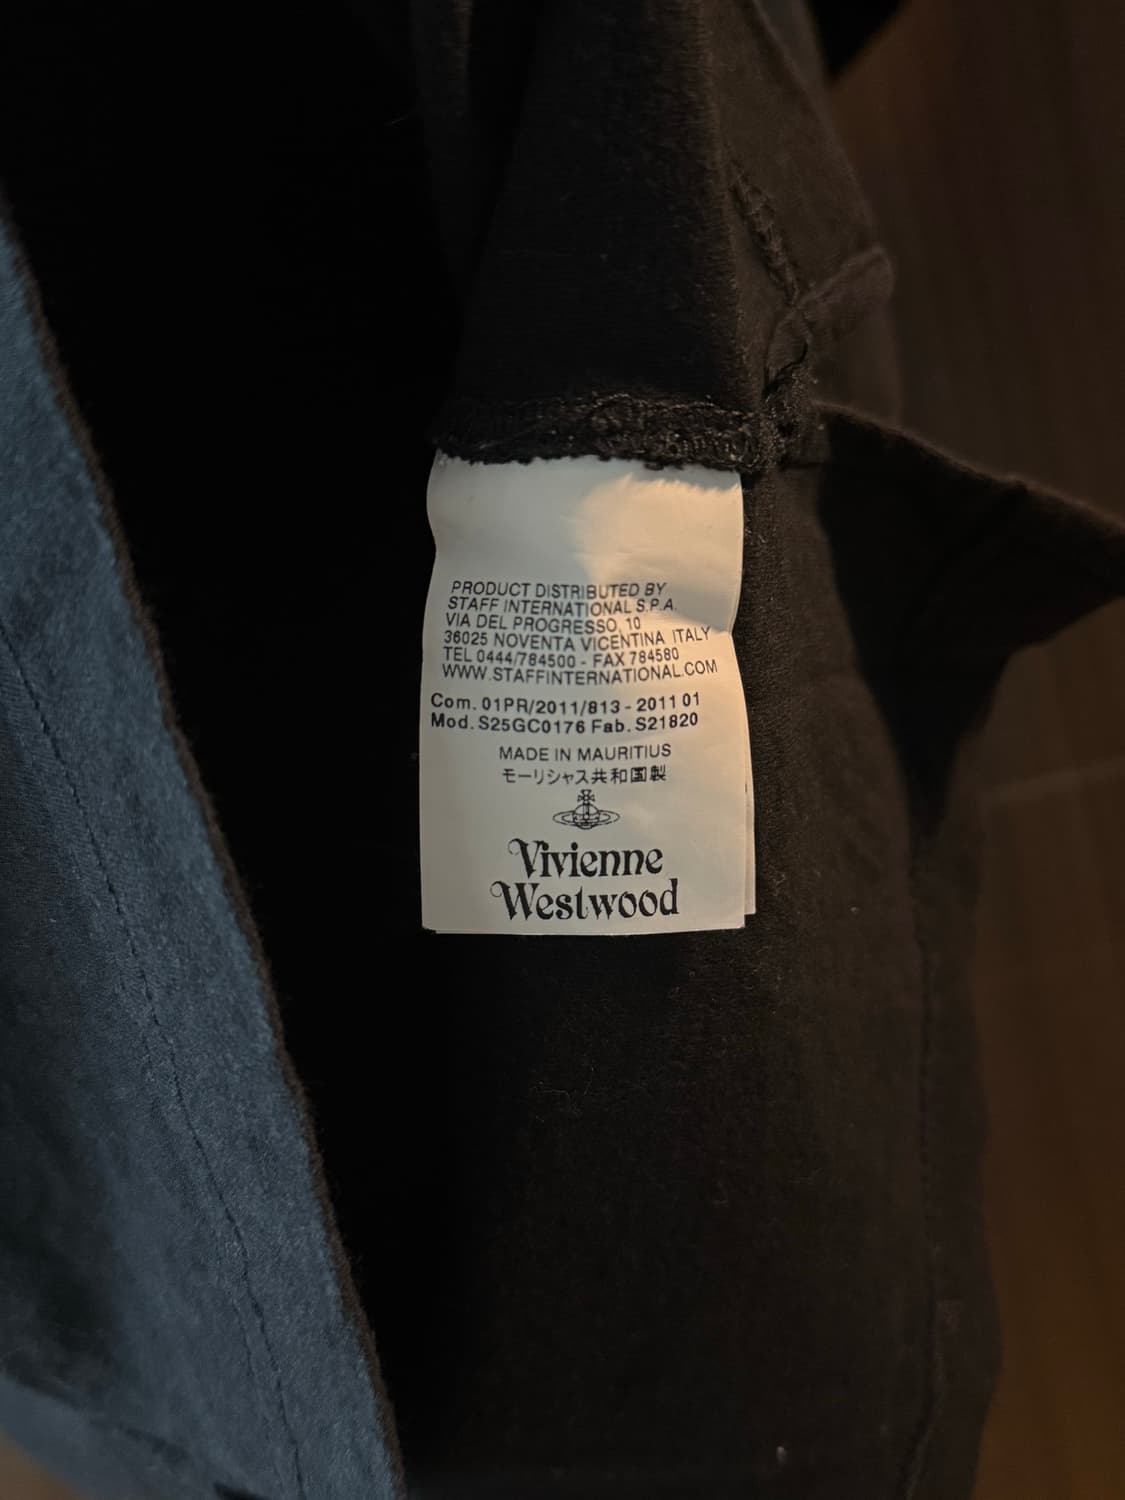 PRODUCT DISTRIBUTED BY
STAFF INTERNATIONAL S.P.A.
VIA DEL PROGRESSO, 10
36025 NOVENTA VICENTINA ITALY
TEL 0444/784500 - FAX 784580
WWW.STAFFINTERNATIONAL.COM
Com. 01PR/2011/813 - 2011 01
Mod. S25GC0176 Fab. S21820
MADE IN MAURITIUS
モーリシャス共和国製
Vivienne
Westwood